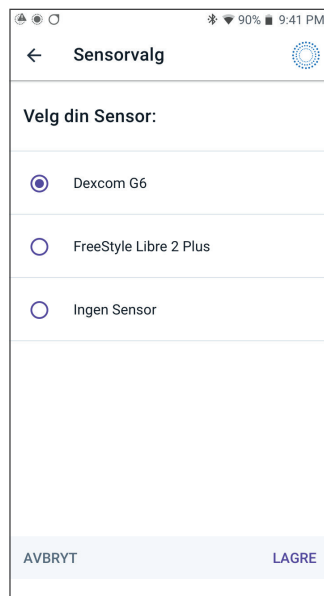 90% 9:41 PM
Sensorvalg
Velg din Sensor:
Dexcom G6
FreeStyle Libre 2 Plus
Ingen Sensor
AVBRYT LAGRE